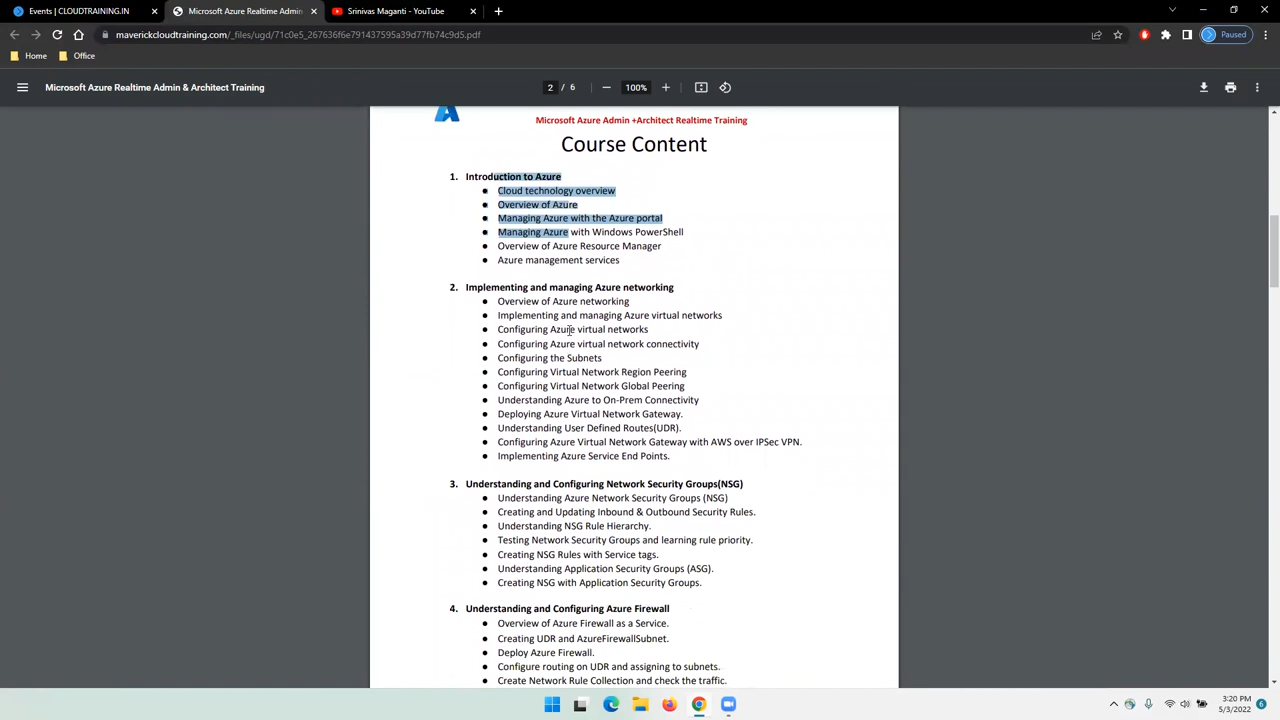 Events | CLOUDTRAINING.IN
Microsoft Azure Realtime Admin
Srinivas Maganti - YouTube
maverickcloudtraining.com/_files/ugd/71c0e5_267636f6e791437595a39d77fb74c9d5.pdf
Paused
Home
Office
Microsoft Azure Realtime Admin & Architect Training
2 / 6
100%
Microsoft Azure Admin +Architect Realtime Training
Course Content
1. Introduction to Azure
• Cloud technology overview
• Overview of Azure
• Managing Azure with the Azure portal
• Managing Azure with Windows PowerShell
• Overview of Azure Resource Manager
• Azure management services
2. Implementing and managing Azure networking
• Overview of Azure networking
• Implementing and managing Azure virtual networks
• Configuring Azure virtual networks
• Configuring Azure virtual network connectivity
• Configuring the Subnets
• Configuring Virtual Network Region Peering
• Configuring Virtual Network Global Peering
• Understanding Azure to On-Prem Connectivity
• Deploying Azure Virtual Network Gateway.
• Understanding User Defined Routes(UDR).
• Configuring Azure Virtual Network Gateway with AWS over IPSec VPN.
• Implementing Azure Service End Points.
3. Understanding and Configuring Network Security Groups(NSG)
• Understanding Azure Network Security Groups (NSG)
• Creating and Updating Inbound & Outbound Security Rules.
• Understanding NSG Rule Hierarchy.
• Testing Network Security Groups and learning rule priority.
• Creating NSG Rules with Service tags.
• Understanding Application Security Groups (ASG).
• Creating NSG with Application Security Groups.
4. Understanding and Configuring Azure Firewall
• Overview of Azure Firewall as a Service.
• Creating UDR and AzureFirewallSubnet.
• Deploy Azure Firewall.
• Configure routing on UDR and assigning to subnets.
• Create Network Rule Collection and check the traffic.
3:20 PM
5/3/2022
6